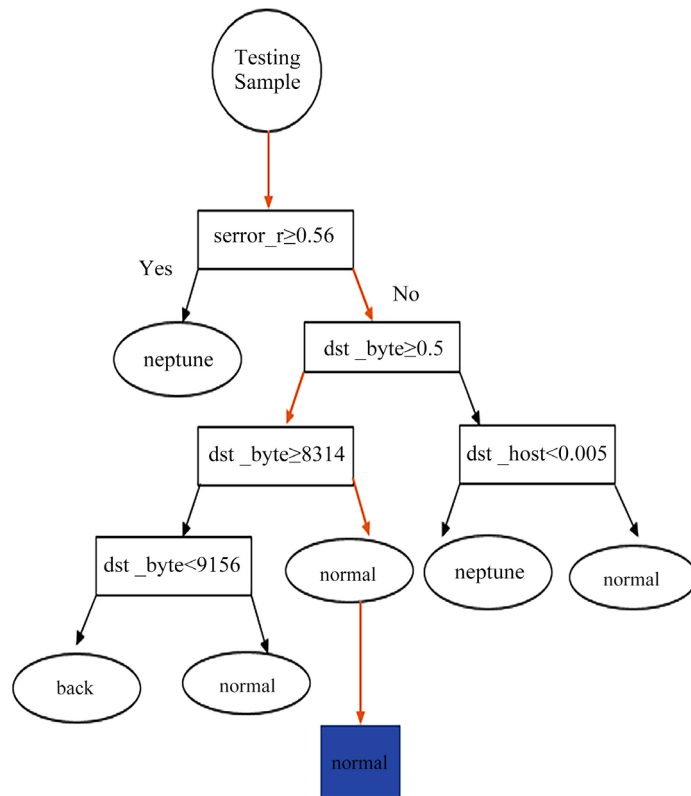 Testing
Sample
serror_r≥0.56
Yes
No
neptune
dst _byte≥0.5
dst _byte≥8314
dst _host<0.005
dst _byte<9156
normal
neptune
normal
back
normal
normal